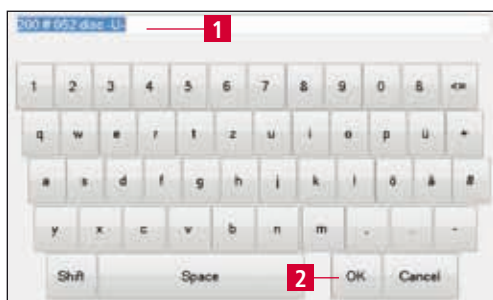 200 # 052 disc -U-
1
1 2 3 4 5 6 7 8 9 0 ß <=
q w e r t z u i o p ü +
a s d f g h j k l ö ä #
y x c v b n m , . -
Shift Space 2 OK Cancel